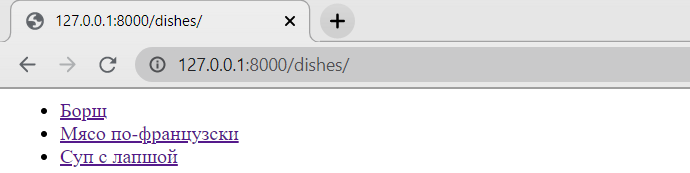 127.0.0.1:8000/dishes/
127.0.0.1:8000/dishes/
Борщ
Мясо по-французски
Суп с лапшой